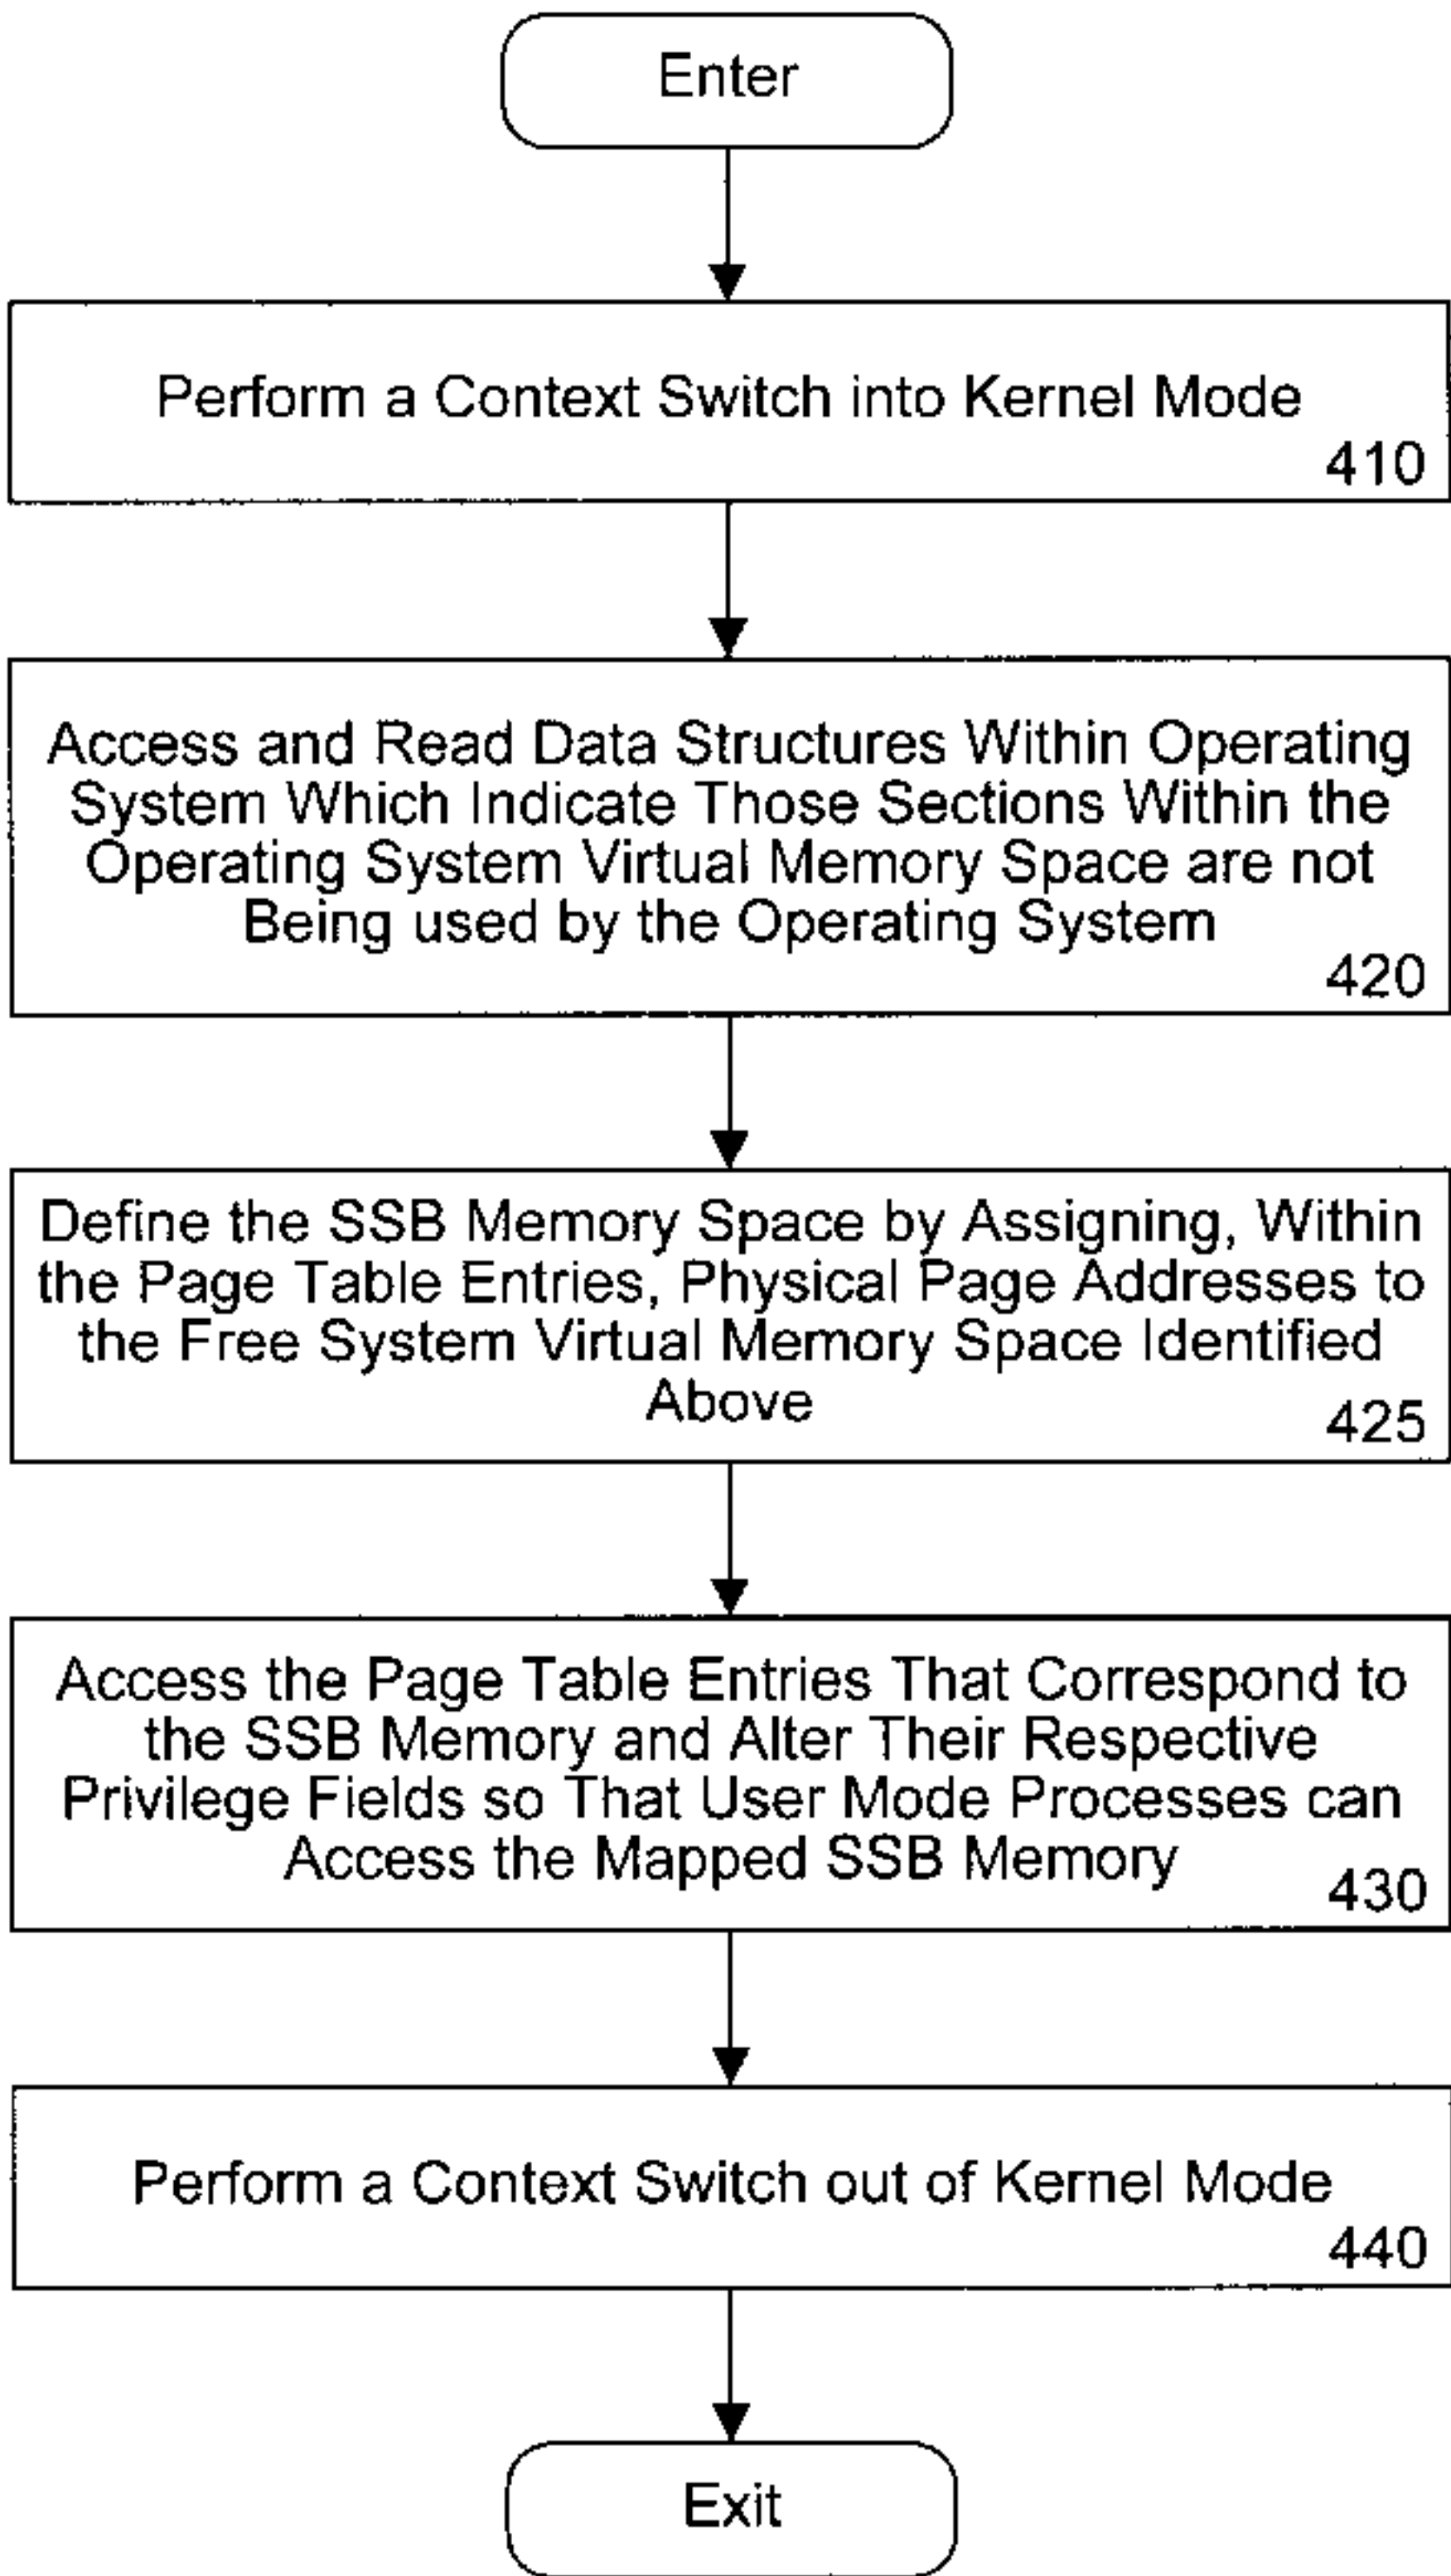 Enter
Perform a Context Switch into Kernel Mode
410
Access and Read Data Structures Within Operating
System Which Indicate Those Sections Within the
Operating System Virtual Memory Space are not
Being used by the Operating System
420
Define the SSB Memory Space by Assigning, Within
the Page Table Entries, Physical Page Addresses to
the Free System Virtual Memory Space Identified
Above
425
Access the Page Table Entries That Correspond to
the SSB Memory and Alter Their Respective
Privilege Fields so That User Mode Processes can
Access the Mapped SSB Memory
430
Perform a Context Switch out of Kernel Mode
440
Exit